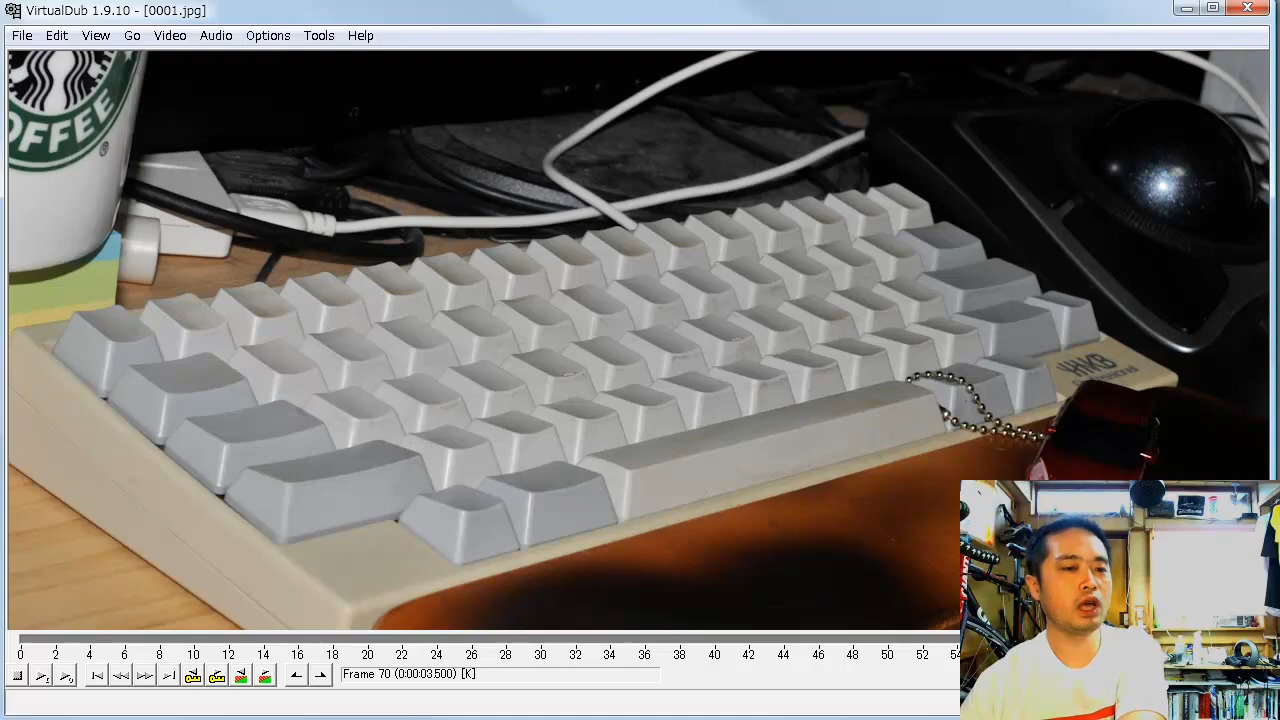 VirtualDub 1.9.10 - [0001.jpg]
File Edit View Go Video Audio Options Tools Help
OFFEE
HHKB
0 2 4 6 8 10 12 14 16 18 20 22 24 26 28 30 32 34 36 38 40 42 44 46 48 50 52
Frame 70 (0:00:03.500) [K]